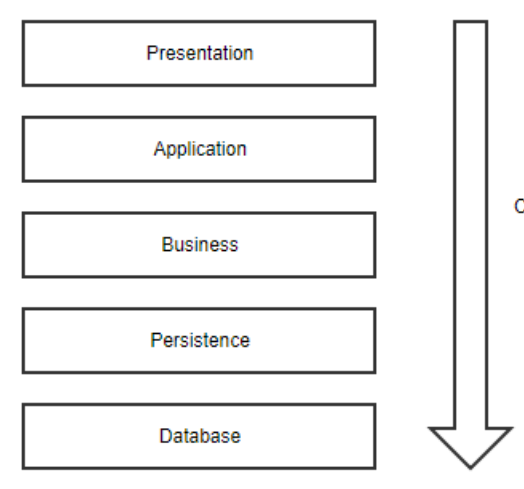 Presentation
Application
Business
Persistence
Database